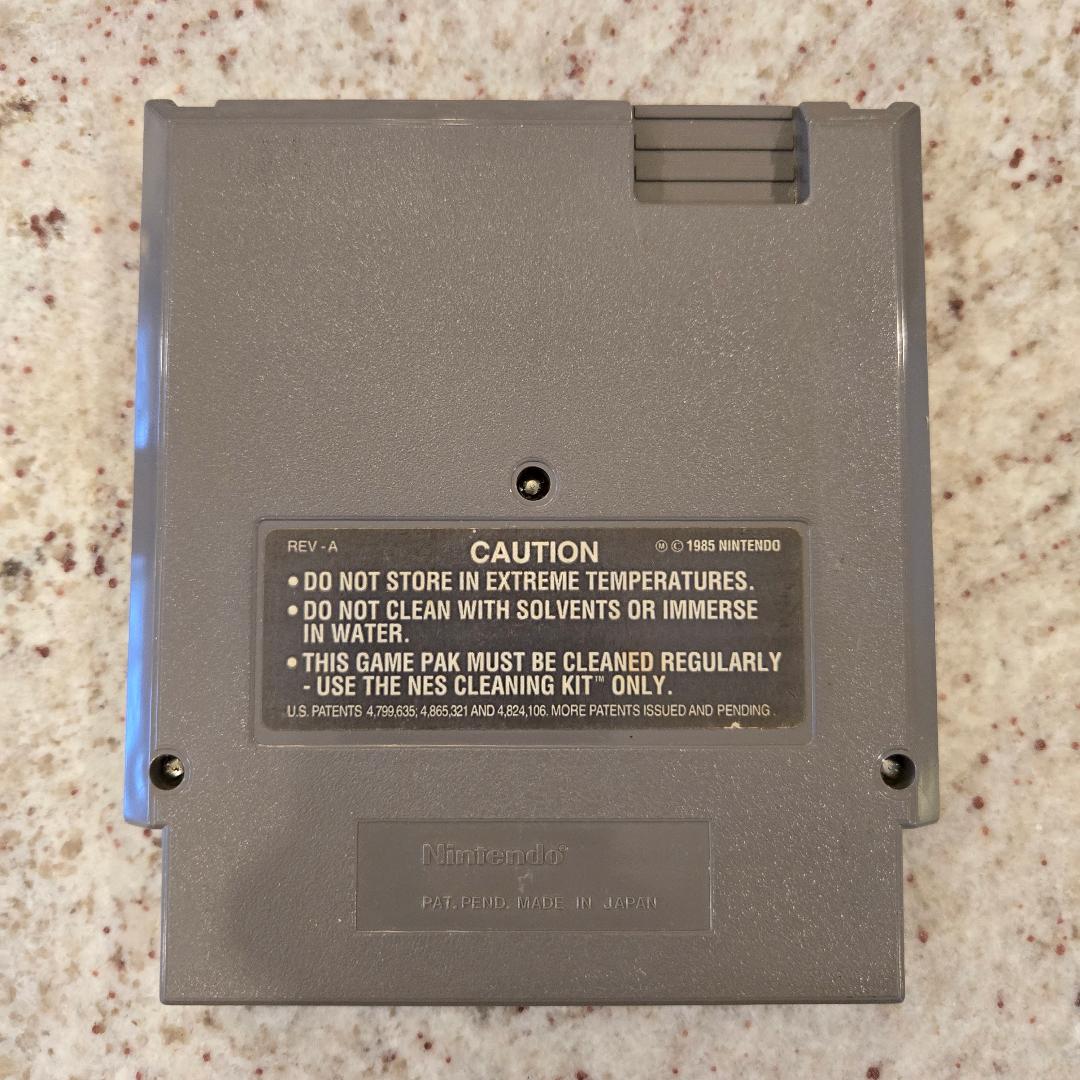 REV-A CAUTION Ⓜ © 1985 NINTENDO
• DO NOT STORE IN EXTREME TEMPERATURES.
• DO NOT CLEAN WITH SOLVENTS OR IMMERSE
IN WATER.
• THIS GAME PAK MUST BE CLEANED REGULARLY
- USE THE NES CLEANING KIT™ ONLY.
U.S. PATENTS 4,799,635; 4,865,321 AND 4,824,106. MORE PATENTS ISSUED AND PENDING.
Nintendo®
PAT. PEND. MADE IN JAPAN